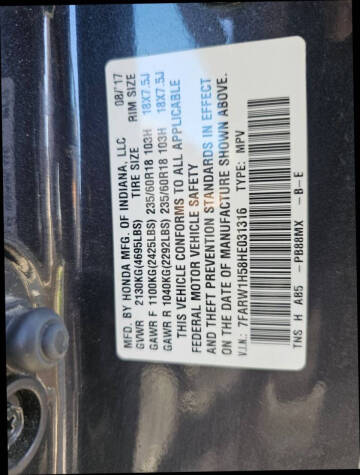 MFD. BY HONDA MFG. OF INDIANA, LLC 08/17
TIRE SIZE RIM SIZE
GVWR 2130KG(4695LBS)
GAWR F 1100KG(2425LBS) 235/60R18 103H 18X7.5J
GAWR R 1040KG(2292LBS) 235/60R18 103H 18X7.5J
THIS VEHICLE CONFORMS TO ALL APPLICABLE
FEDERAL MOTOR VEHICLE SAFETY
AND THEFT PREVENTION STANDARDS IN EFFECT
ON THE DATE OF MANUFACTURE SHOWN ABOVE.
V.I.N.: 7FARW1H58HE031316 TYPE: MPV
TNS H A85 -PB88MX -B-E